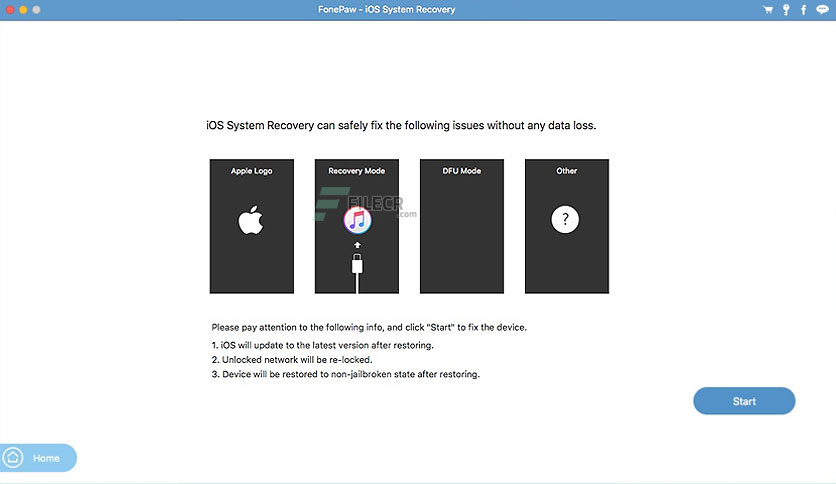 FonePaw - iOS System Recovery
iOS System Recovery can safely fix the following issues without any data loss.
Apple Logo
Recovery Mode
DFU Mode
Other
FILECR
.com
?
Please pay attention to the following info, and click "Start" to fix the device.
1. iOS will update to the latest version after restoring.
2. Unlocked network will be re-locked.
3. Device will be restored to non-jailbroken state after restoring.
Start
Home